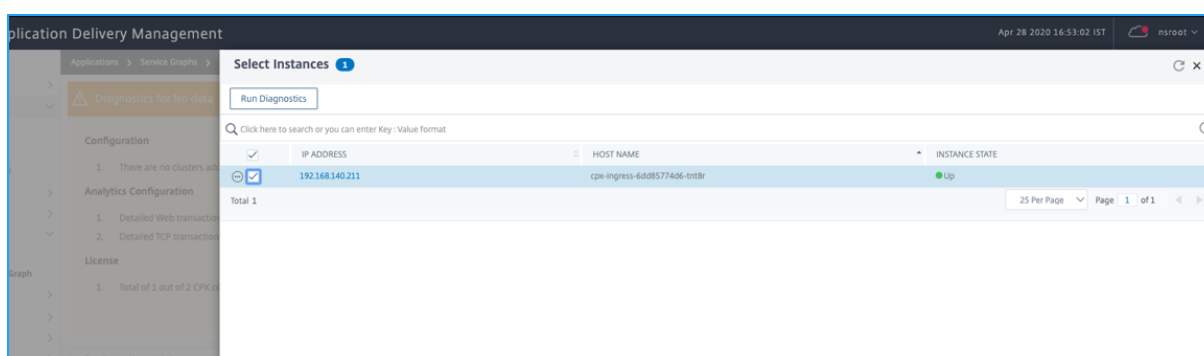 plication Delivery Management
Apr 28 2020 16:53:02 IST
nsroot
Applications > Service Graphs >
Select Instances 1
Diagnostics for No data
Run Diagnostics
Click here to search or you can enter Key : Value format
Configuration
IP ADDRESS HOST NAME INSTANCE STATE
1. There are no clusters add
192.168.140.211 cpx-ingress-6dd85774d6-tnt8r Up
Analytics Configuration
Total 1 25 Per Page Page 1 of 1
1. Detailed Web transaction
2. Detailed TCP transaction
License
Graph
1. Total of 1 out of 2 CPX co